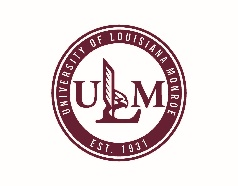 UNIVERSITY OF LOUISIANA MONROE
ULM
EST. 1931